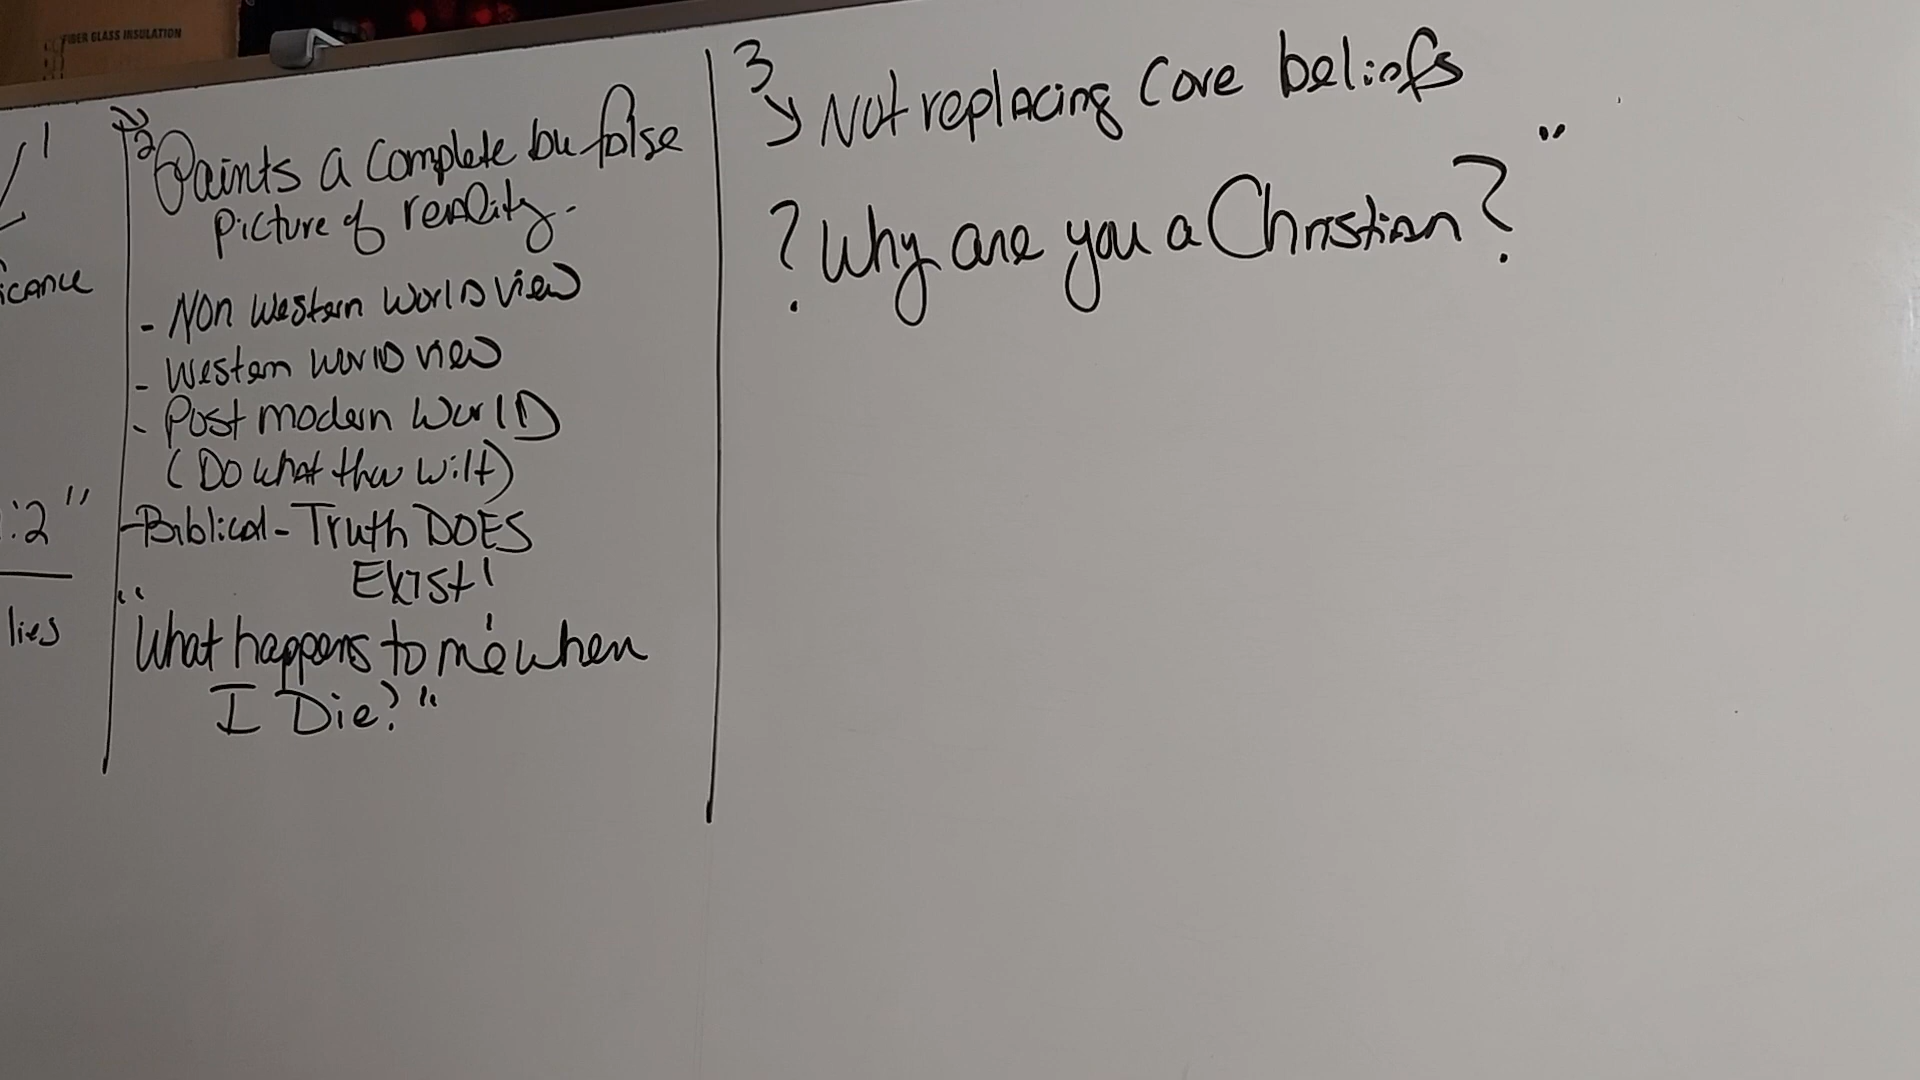 FIBER GLASS INSULATION
1
icance
:2"
lies
2
Paints a complete bu false
picture of reality.
- Non Western World view
- Western World view
- Post modern World
(Do what thou wilt)
- Biblical - Truth DOES
Exist!
"What happens to me when
I Die?"
3
Not replacing core beliefs
? Why are you a Christian? "